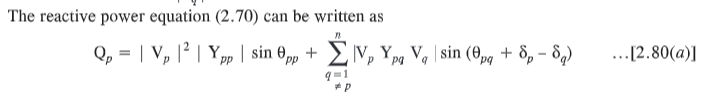 The reactive power equation (2.70) can be written as
Q_p = | V_p |² | Y_pp | sin θ_pp + n∑q=1≠p |V_p Y_pq V_q | sin (θ_pq + δ_p – δ_q) ...[2.80(a)]